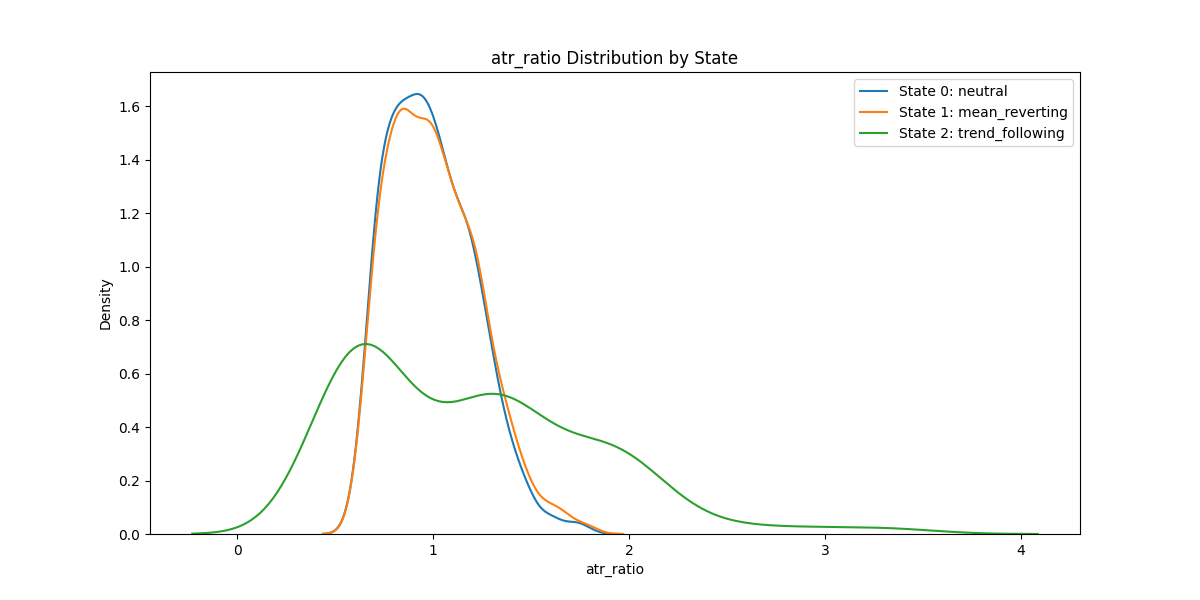 atr_ratio Distribution by State
State 0: neutral
State 1: mean_reverting
State 2: trend_following
Density
1.6
1.4
1.2
1.0
0.8
0.6
0.4
0.2
0.0
0 1 2 3 4
atr_ratio